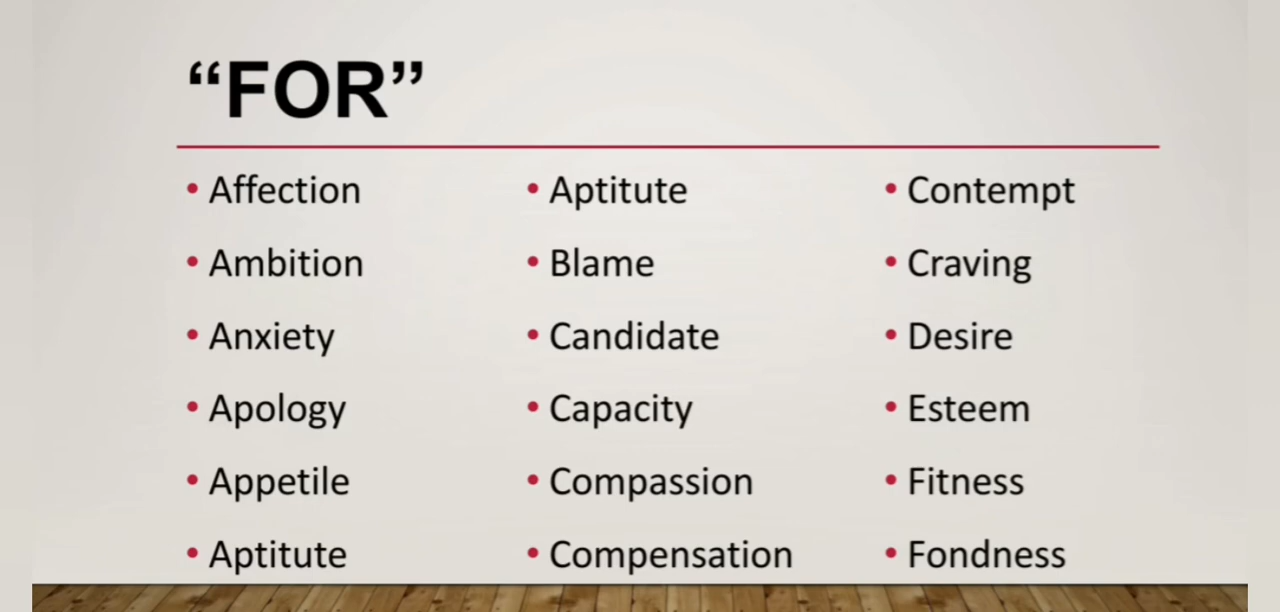 “FOR”
• Affection
• Ambition
• Anxiety
• Apology
• Appetile
• Aptitute
• Aptitute
• Blame
• Candidate
• Capacity
• Compassion
• Compensation
• Contempt
• Craving
• Desire
• Esteem
• Fitness
• Fondness